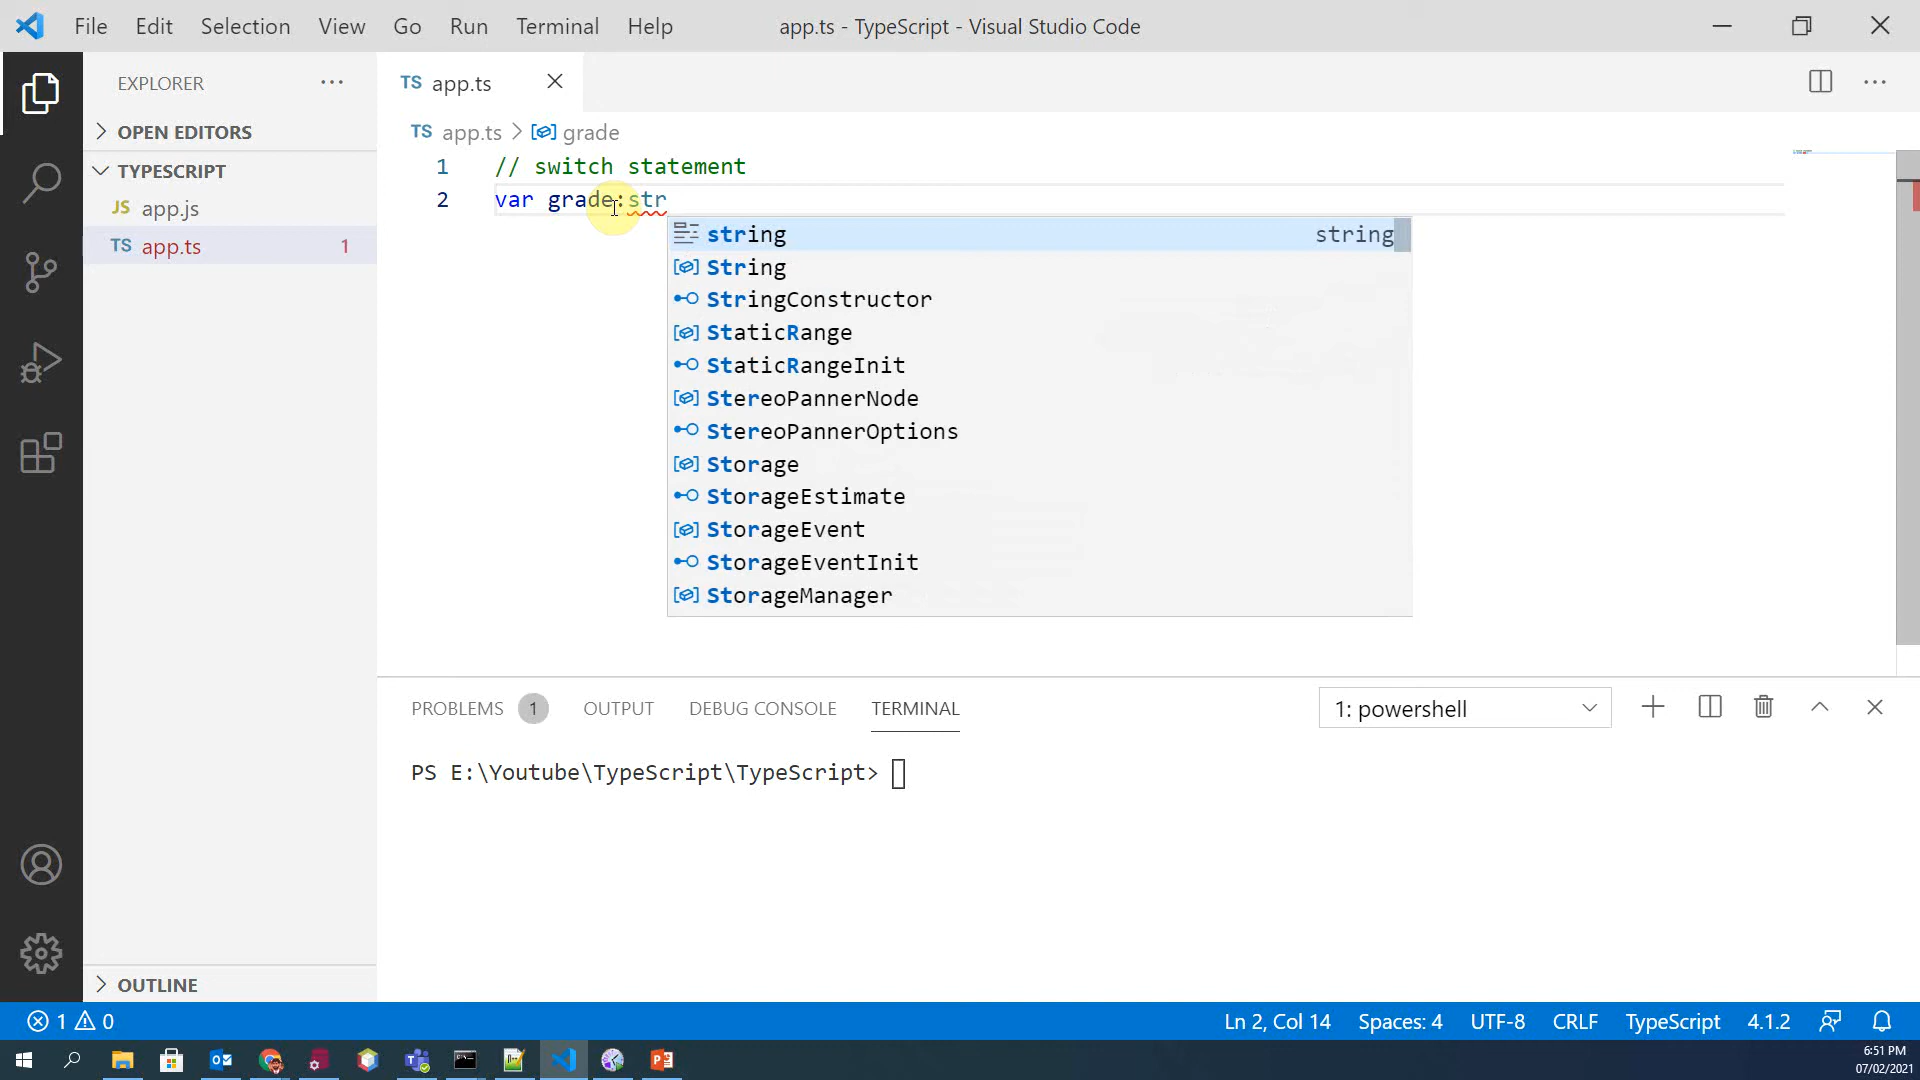 File Edit Selection View Go Run Terminal Help app.ts - TypeScript - Visual Studio Code
EXPLORER
OPEN EDITORS
TYPESCRIPT
JS app.js
TS app.ts 1
OUTLINE
TS app.ts
TS app.ts > grade
1 // switch statement
2 var grade:str
string string
String
StringConstructor
StaticRange
StaticRangeInit
StereoPannerNode
StereoPannerOptions
Storage
StorageEstimate
StorageEvent
StorageEventInit
StorageManager
PROBLEMS 1 OUTPUT DEBUG CONSOLE TERMINAL 1: powershell
PS E:\Youtube\TypeScript\TypeScript>
1 0 Ln 2, Col 14 Spaces: 4 UTF-8 CRLF TypeScript 4.1.2
6:51 PM
07/02/2021